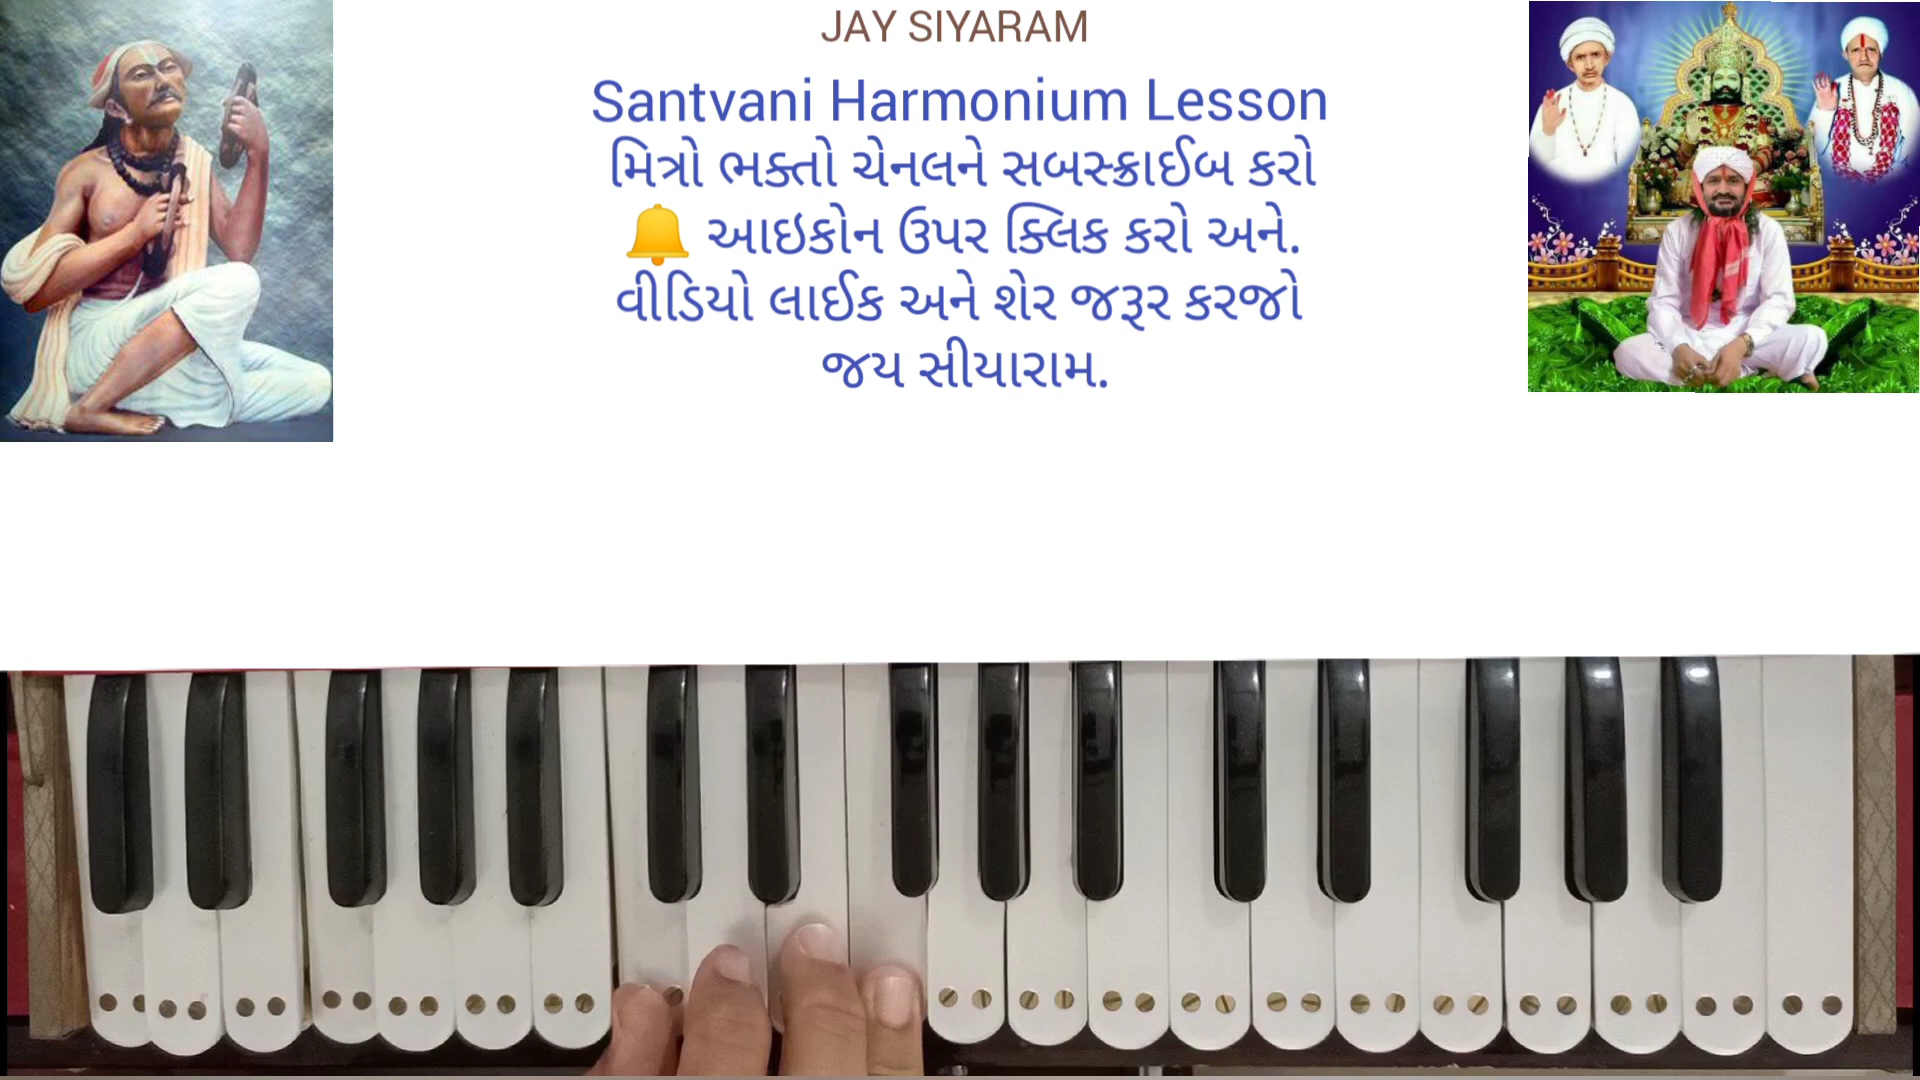 JAY SIYARAM
Santvani Harmonium Lesson
મિત્રો ભક્તો ચેનલને સબસ્ક્રાઈબ કરો
🔔 આઇકોન ઉપર ક્લિક કરો અને.
વીડિયો લાઈક અને શેર જરૂર કરજો
જય સીયારામ.